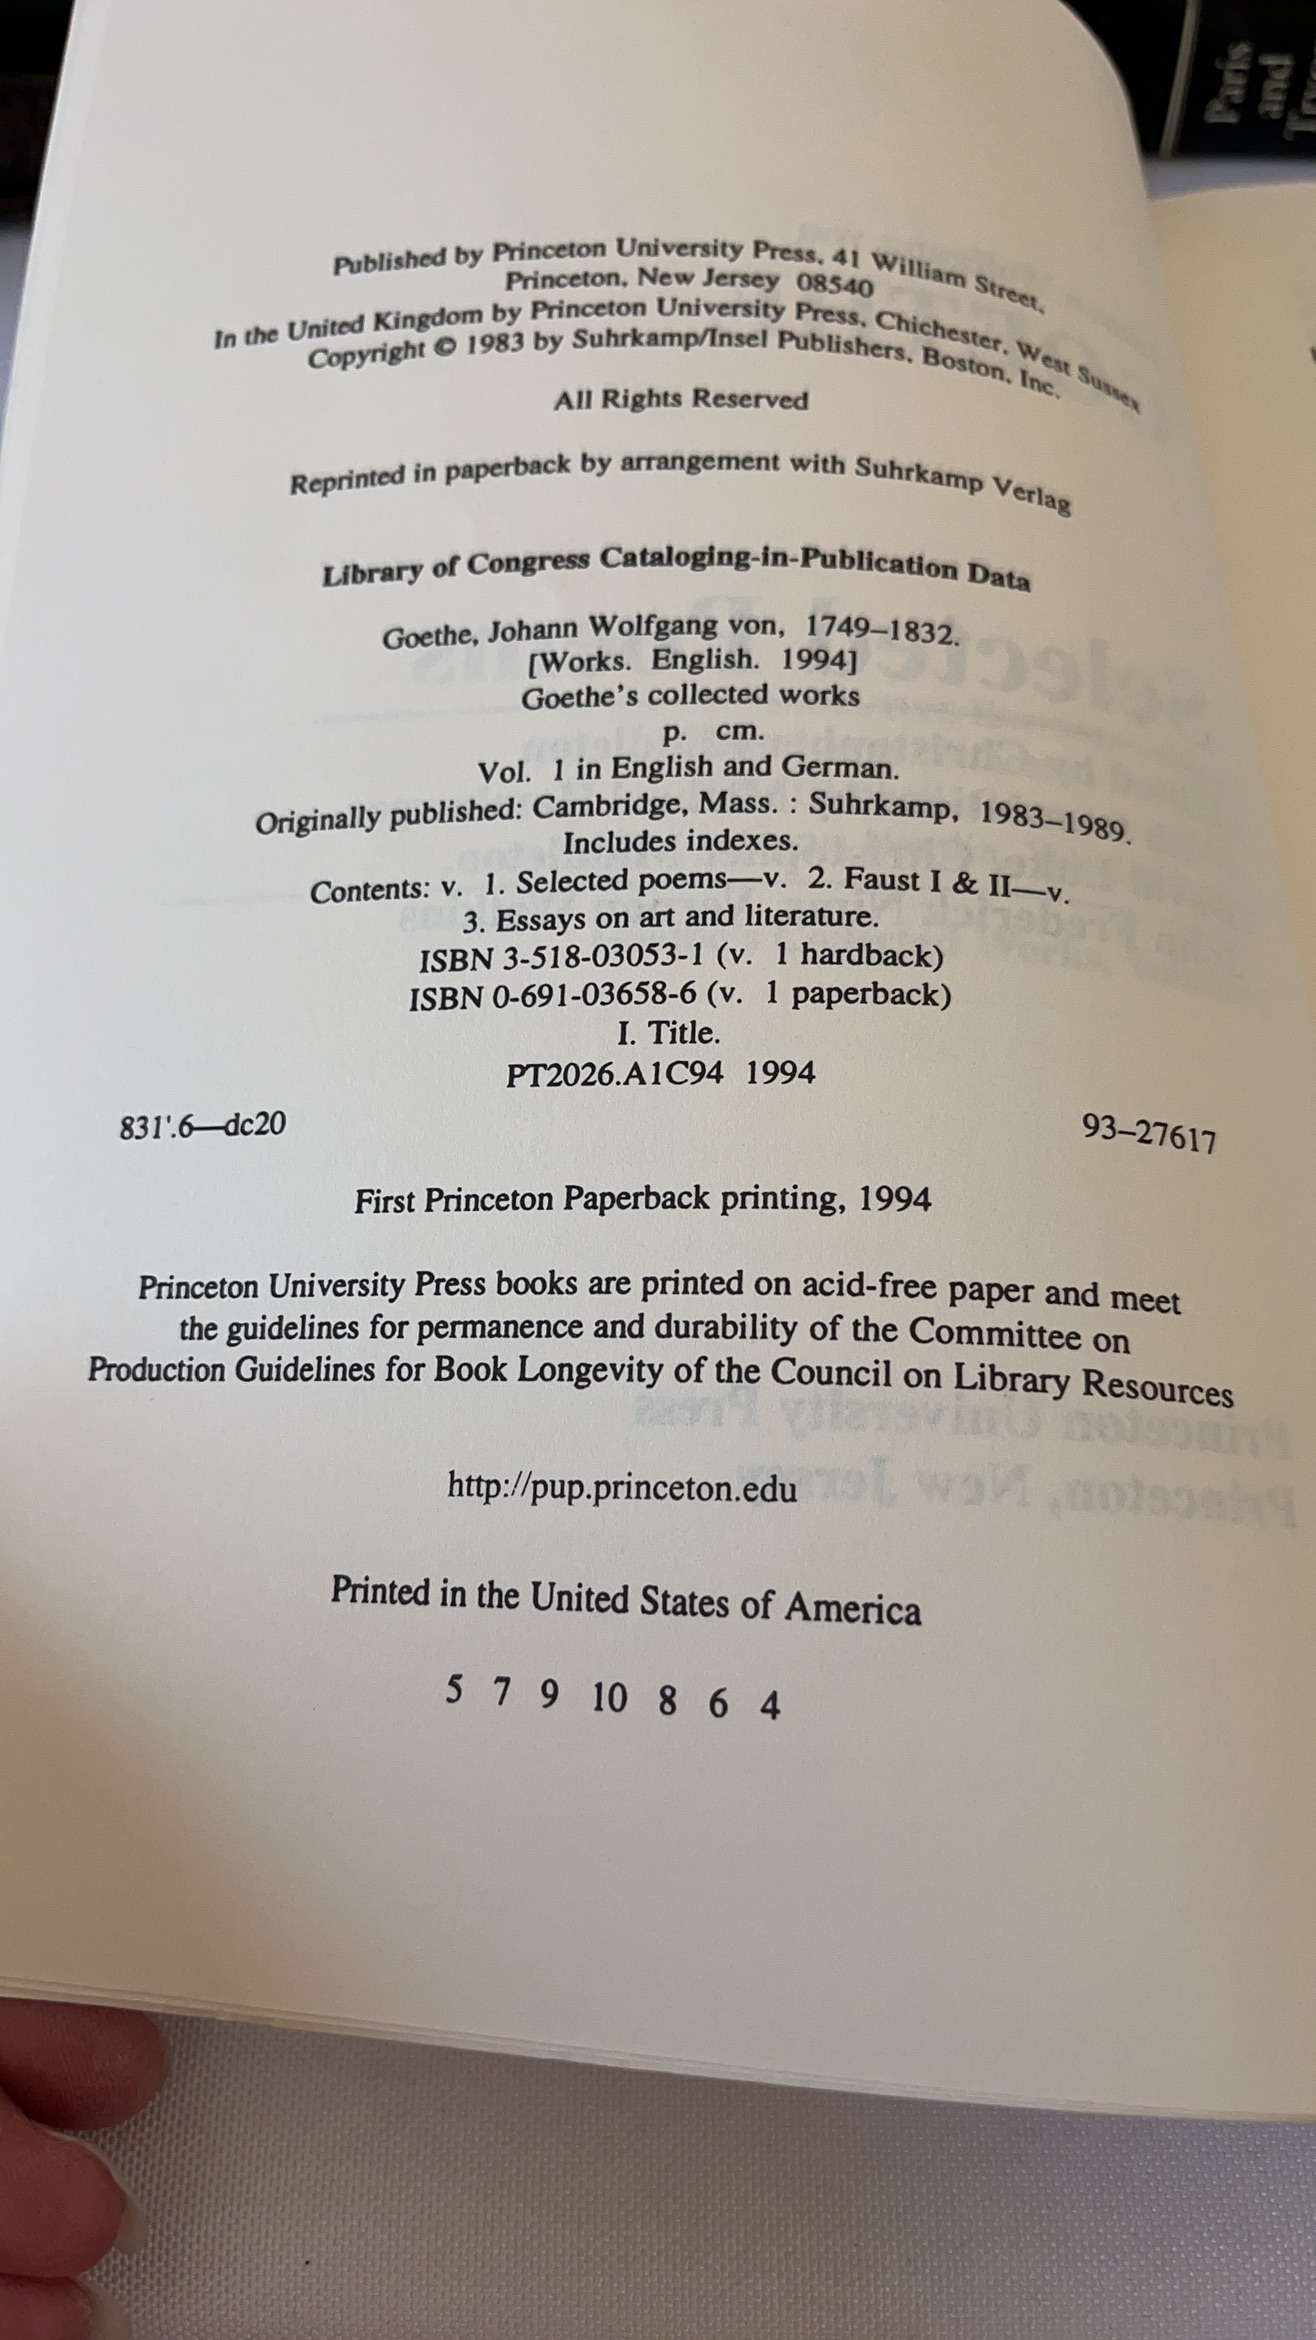 Paris
and
Published by Princeton University Press, 41 William Street,
Princeton, New Jersey 08540
In the United Kingdom by Princeton University Press, Chichester, West Sussex
Copyright © 1983 by Suhrkamp/Insel Publishers, Boston, Inc.
All Rights Reserved
Reprinted in paperback by arrangement with Suhrkamp Verlag
Library of Congress Cataloging-in-Publication Data
Goethe, Johann Wolfgang von, 1749–1832.
[Works. English. 1994]
Goethe's collected works
p. cm.
Vol. 1 in English and German.
Originally published: Cambridge, Mass. : Suhrkamp, 1983–1989.
Includes indexes.
Contents: v. 1. Selected poems—v. 2. Faust I & II—v.
3. Essays on art and literature.
ISBN 3-518-03053-1 (v. 1 hardback)
ISBN 0-691-03658-6 (v. 1 paperback)
I. Title.
PT2026.A1C94 1994
831'.6—dc20 93–27617
First Princeton Paperback printing, 1994
Princeton University Press books are printed on acid-free paper and meet
the guidelines for permanence and durability of the Committee on
Production Guidelines for Book Longevity of the Council on Library Resources
http://pup.princeton.edu
Printed in the United States of America
5 7 9 10 8 6 4